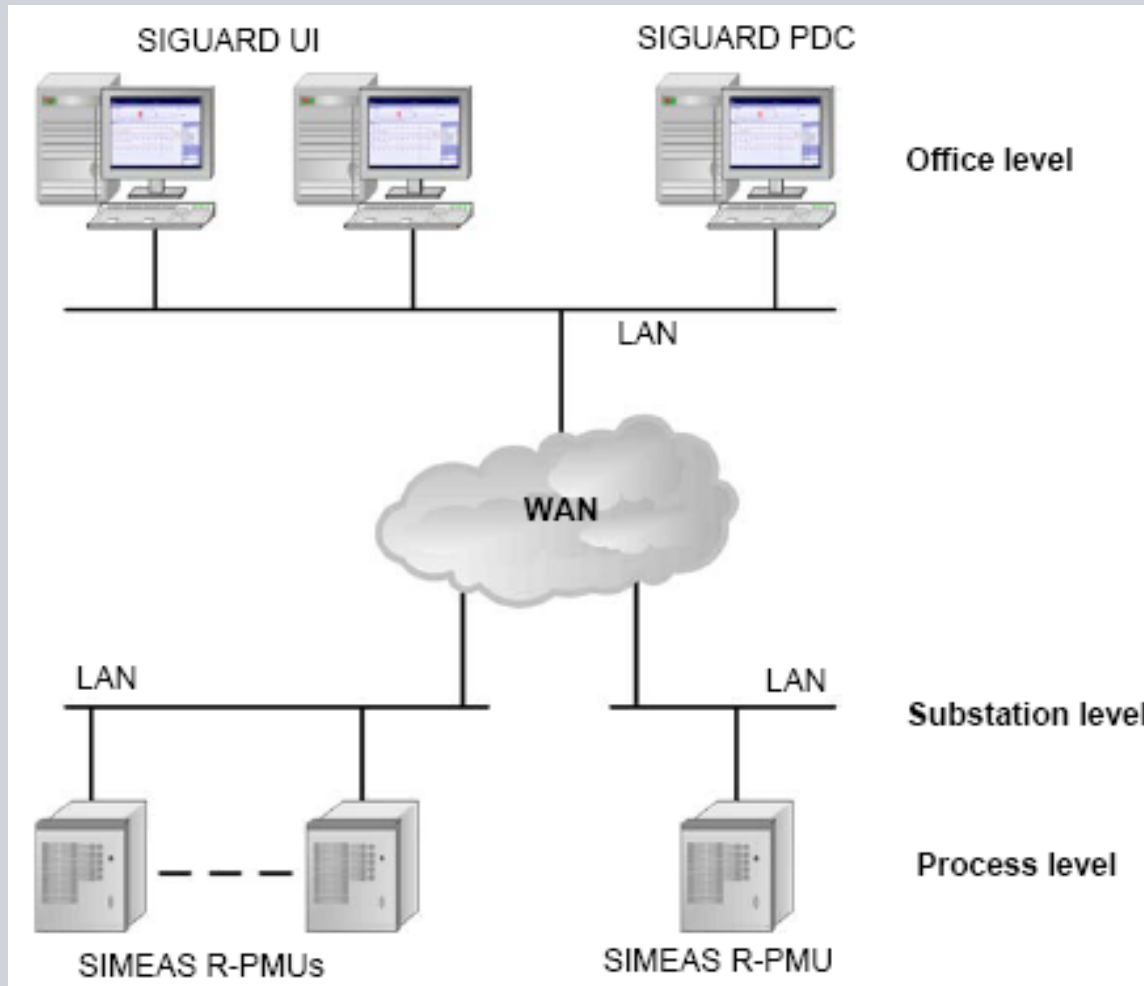 SIGUARD UI
SIGUARD PDC
Office level
LAN
WAN
LAN
LAN
Substation level
Process level
SIMEAS R-PMUs
SIMEAS R-PMU